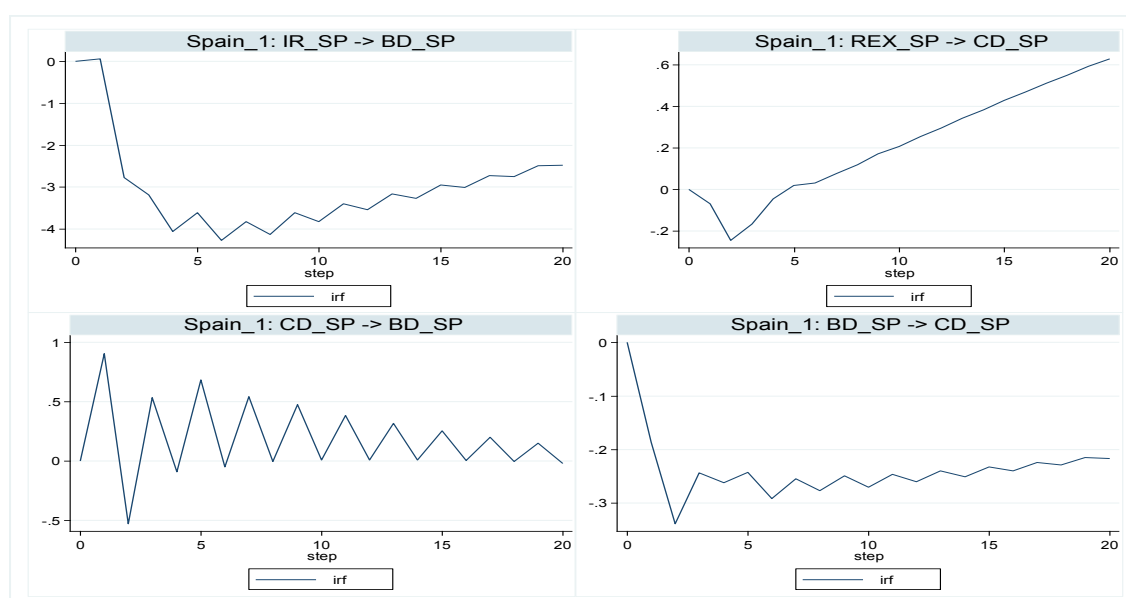 Spain_1: IR_SP -> BD_SP
0
-1
-2
-3
-4
0 5 10 15 20
step
irf
Spain_1: REX_SP -> CD_SP
.6
.4
.2
0
-.2
0 5 10 15 20
step
irf
Spain_1: CD_SP -> BD_SP
1
.5
0
-.5
0 5 10 15 20
step
irf
Spain_1: BD_SP -> CD_SP
0
-.1
-.2
-.3
0 5 10 15 20
step
irf